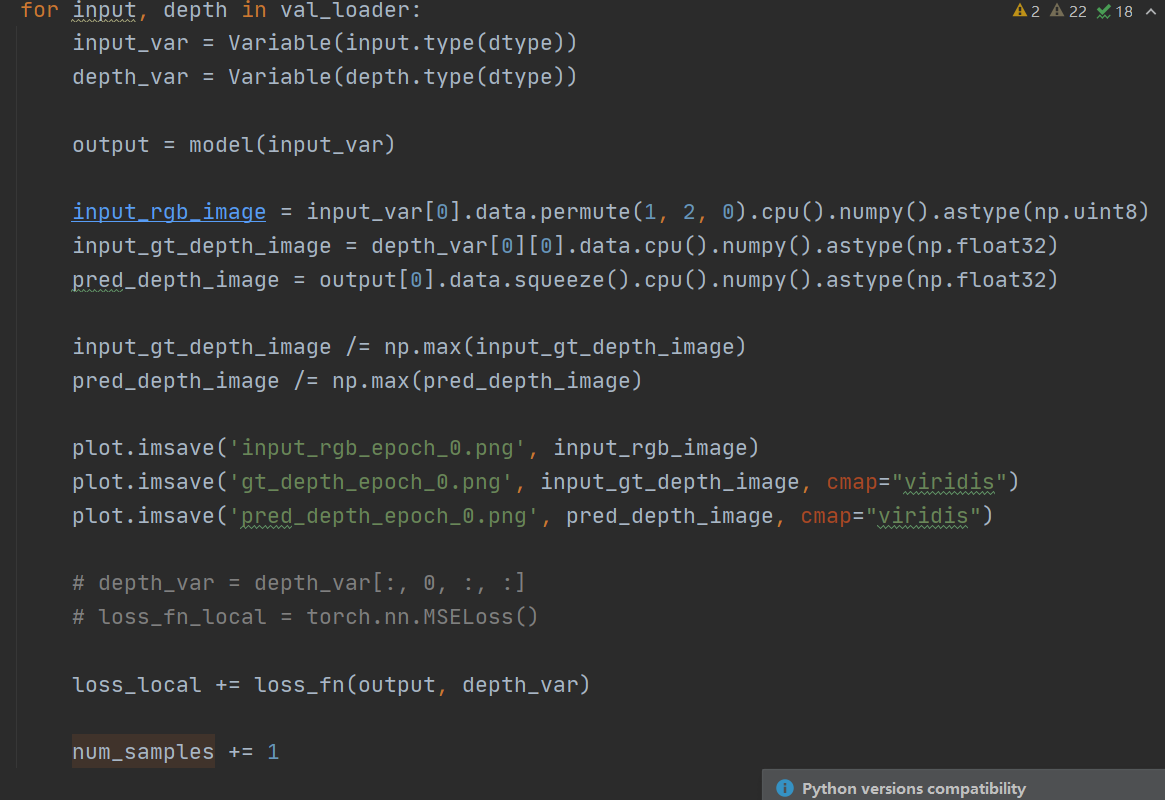 for input, depth in val_loader:
2 22 18
input_var = Variable(input.type(dtype))
depth_var = Variable(depth.type(dtype))
output = model(input_var)
input_rgb_image = input_var[0].data.permute(1, 2, 0).cpu().numpy().astype(np.uint8)
input_gt_depth_image = depth_var[0][0].data.cpu().numpy().astype(np.float32)
pred_depth_image = output[0].data.squeeze().cpu().numpy().astype(np.float32)
input_gt_depth_image /= np.max(input_gt_depth_image)
pred_depth_image /= np.max(pred_depth_image)
plot.imsave('input_rgb_epoch_0.png', input_rgb_image)
plot.imsave('gt_depth_epoch_0.png', input_gt_depth_image, cmap="viridis")
plot.imsave('pred_depth_epoch_0.png', pred_depth_image, cmap="viridis")
# depth_var = depth_var[:, 0, :, :]
# loss_fn_local = torch.nn.MSELoss()
loss_local += loss_fn(output, depth_var)
num_samples += 1
Python versions compatibility